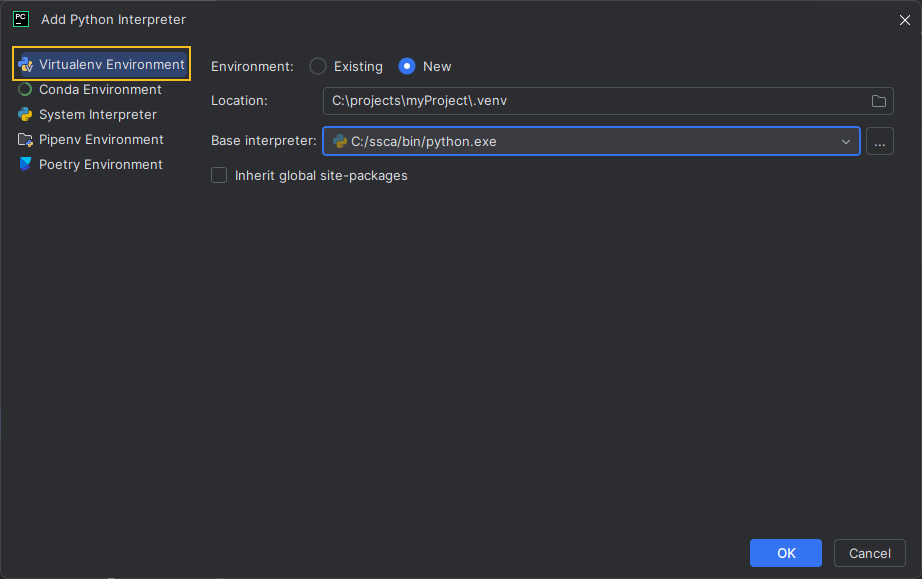 PC Add Python Interpreter
Virtualenv Environment
Conda Environment
System Interpreter
Pipenv Environment
Poetry Environment
Environment: Existing New
Location: C:\projects\myProject\.venv
Base interpreter: C:/ssca/bin/python.exe ...
Inherit global site-packages
OK Cancel